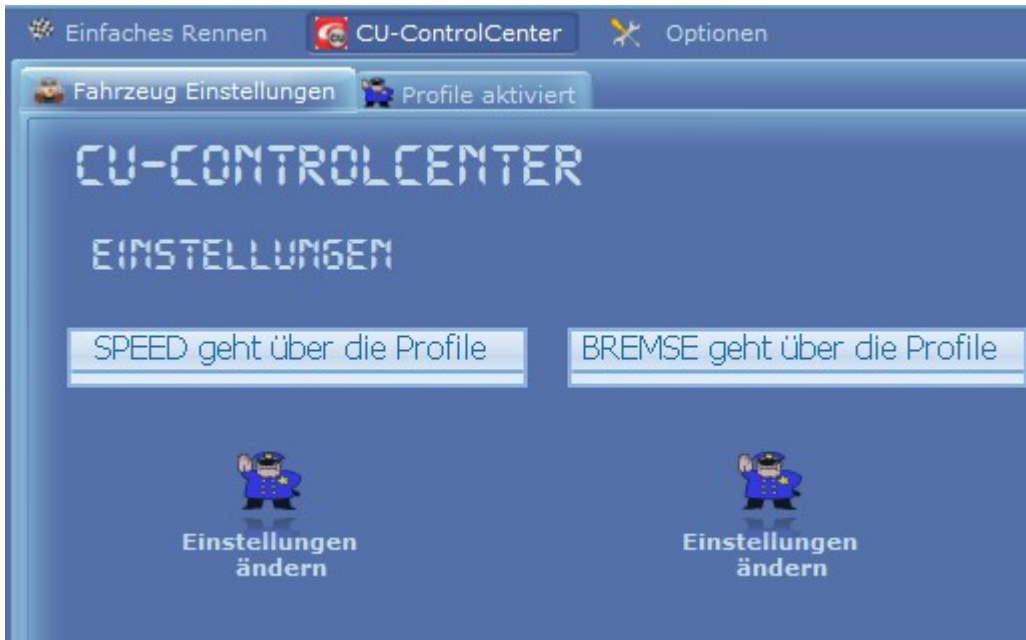 Einfaches Rennen CU-ControlCenter Optionen
Fahrzeug Einstellungen Profile aktiviert
CU-CONTROLCENTER
EINSTELLUNGEN
SPEED geht über die Profile BREMSE geht über die Profile
Einstellungen Einstellungen
ändern ändern